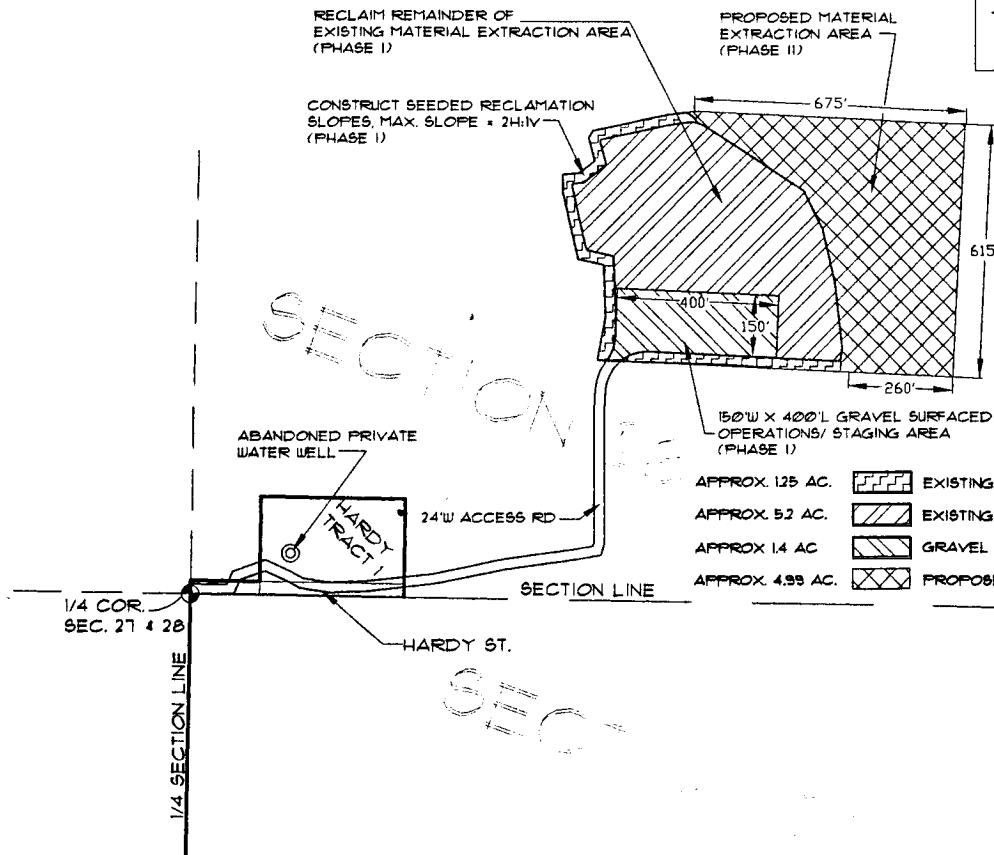 RECLAIM REMAINDER OF
EXISTING MATERIAL EXTRACTION AREA
(PHASE I)
PROPOSED MATERIAL
EXTRACTION AREA
(PHASE II)
CONSTRUCT SEEDED RECLAMATION
SLOPES, MAX. SLOPE = 2H:1V
(PHASE I)
675'
615'
400'
150'
260'
SECTION
150'W X 400'L GRAVEL SURFACED
OPERATIONS/ STAGING AREA
(PHASE I)
ABANDONED PRIVATE
WATER WELL
HARDY
TRACT 1
24'W ACCESS RD
APPROX. 1.25 AC. EXISTING
APPROX. 5.2 AC. EXISTING
APPROX. 1.4 AC GRAVEL
APPROX. 4.99 AC. PROPOS
SECTION LINE
1/4 COR.
SEC. 27 & 28
HARDY ST.
1/4 SECTION LINE
SEC